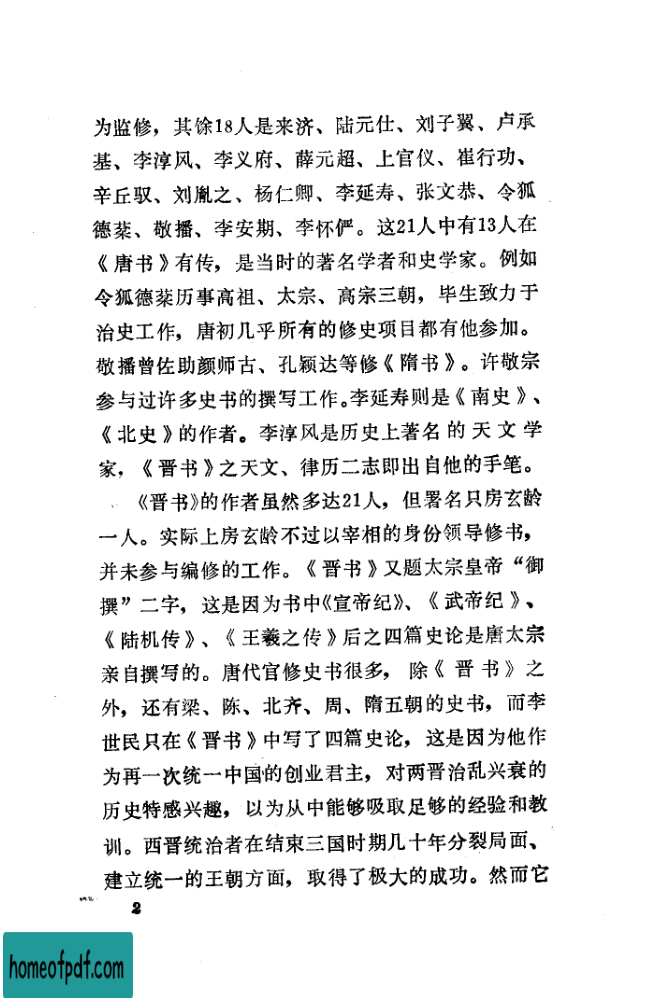 为监修，其馀18人是来济、陆元仕、刘子翼、卢承
基、李淳风、李义府、薛元超、上官仪、崔行功、
辛丘驭、刘胤之、杨仁卿、李延寿、张文恭、令狐
德棻、敬播、李安期、李怀俨。这21人中有13人在
《唐书》有传，是当时的著名学者和史学家。例如
令狐德棻历事高祖、太宗、高宗三朝，毕生致力于
治史工作，唐初几乎所有的修史项目都有他参加。
敬播曾佐助颜师古、孔颖达等修《隋书》。许敬宗
参与过许多史书的撰写工作。李延寿则是《南史》、
《北史》的作者。李淳风是历史上著名的天文学
家，《晋书》之天文、律历二志即出自他的手笔。
《晋书》的作者虽然多达21人，但署名只房玄龄
一人。实际上房玄龄不过以宰相的身份领导修书，
并未参与编修的工作。《晋书》又题太宗皇帝“御
撰”二字，这是因为书中《宣帝纪》、《武帝纪》、
《陆机传》、《王羲之传》后之四篇史论是唐太宗
亲自撰写的。唐代官修史书很多，除《晋书》之
外，还有梁、陈、北齐、周、隋五朝的史书，而李
世民只在《晋书》中写了四篇史论，这是因为他作
为再一次统一中国的创业君主，对两晋治乱兴衰的
历史特感兴趣，以为从中能够吸取足够的经验和教
训。西晋统治者在结束三国时期几十年分裂局面、
建立统一的王朝方面，取得了极大的成功。然而它
2
homeofpdf.com